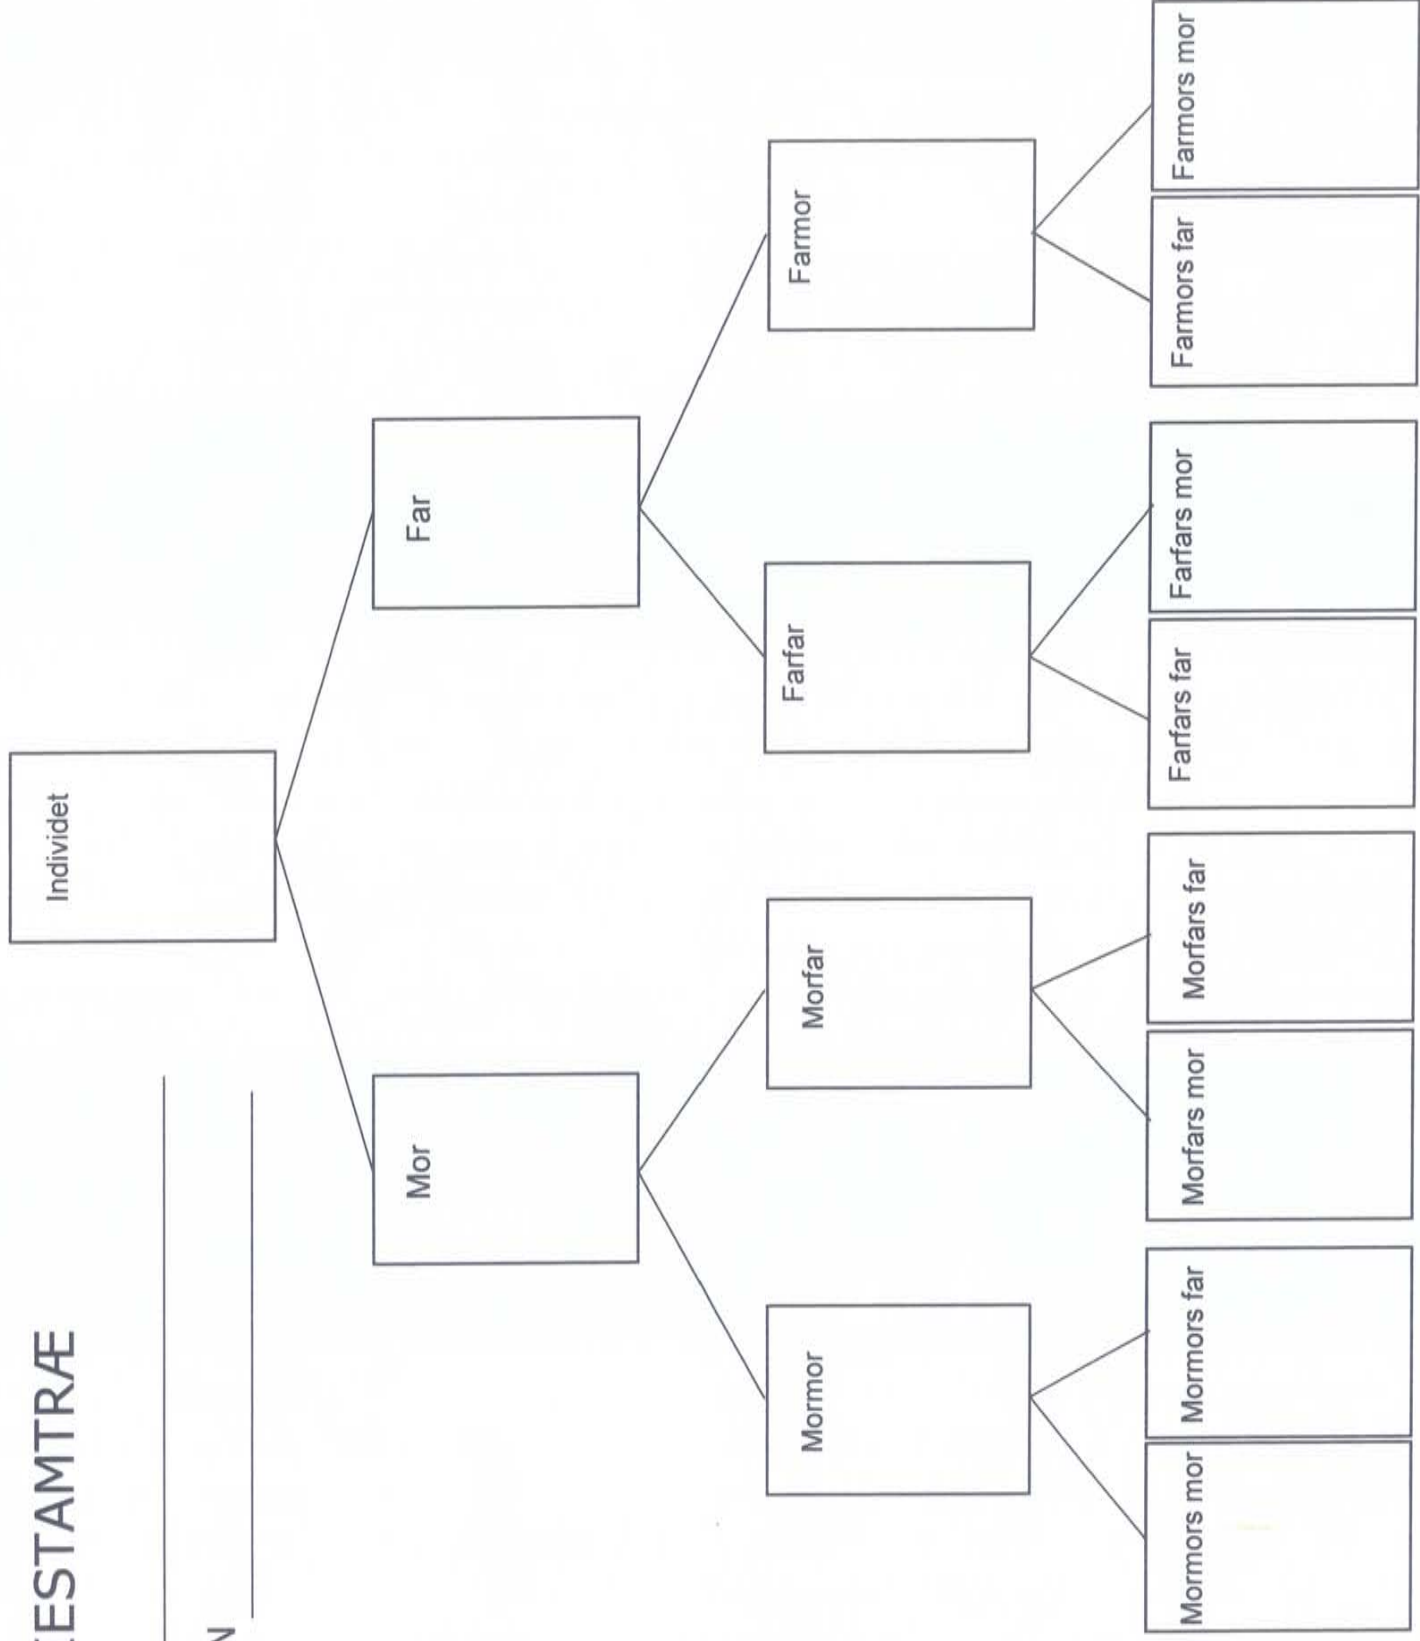 ESTAMTRÆ
Individet
N
Mor
Far
Mormor
Morfar
Farfar
Farmor
Mormors mor
Mormors far
Morfars mor
Morfars far
Farfars far
Farfars mor
Farmors far
Farmors mor